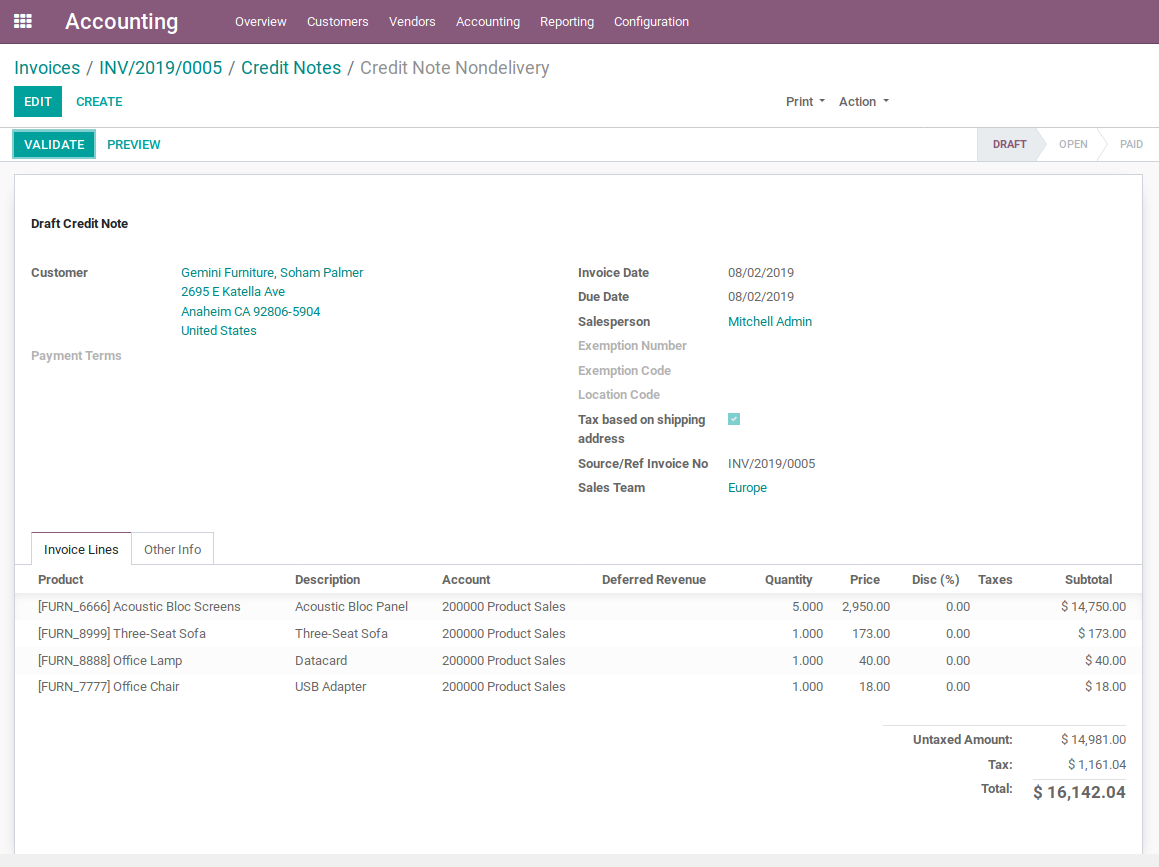 Accounting Overview Customers Vendors Accounting Reporting Configuration
Invoices / INV/2019/0005 / Credit Notes / Credit Note Nondelivery
EDIT CREATE Print Action
VALIDATE PREVIEW DRAFT OPEN PAID
Draft Credit Note
Customer Gemini Furniture, Soham Palmer
2695 E Katella Ave
Anaheim CA 92806-5904
United States
Payment Terms
Invoice Date 08/02/2019
Due Date 08/02/2019
Salesperson Mitchell Admin
Exemption Number
Exemption Code
Location Code
Tax based on shipping
address
Source/Ref Invoice No INV/2019/0005
Sales Team Europe
Invoice Lines Other Info
Product Description Account Deferred Revenue Quantity Price Disc (%) Taxes Subtotal
[FURN_6666] Acoustic Bloc Screens Acoustic Bloc Panel 200000 Product Sales 5.000 2,950.00 0.00 $ 14,750.00
[FURN_8999] Three-Seat Sofa Three-Seat Sofa 200000 Product Sales 1.000 173.00 0.00 $ 173.00
[FURN_8888] Office Lamp Datacard 200000 Product Sales 1.000 40.00 0.00 $ 40.00
[FURN_7777] Office Chair USB Adapter 200000 Product Sales 1.000 18.00 0.00 $ 18.00
Untaxed Amount: $ 14,981.00
Tax: $ 1,161.04
Total: $ 16,142.04